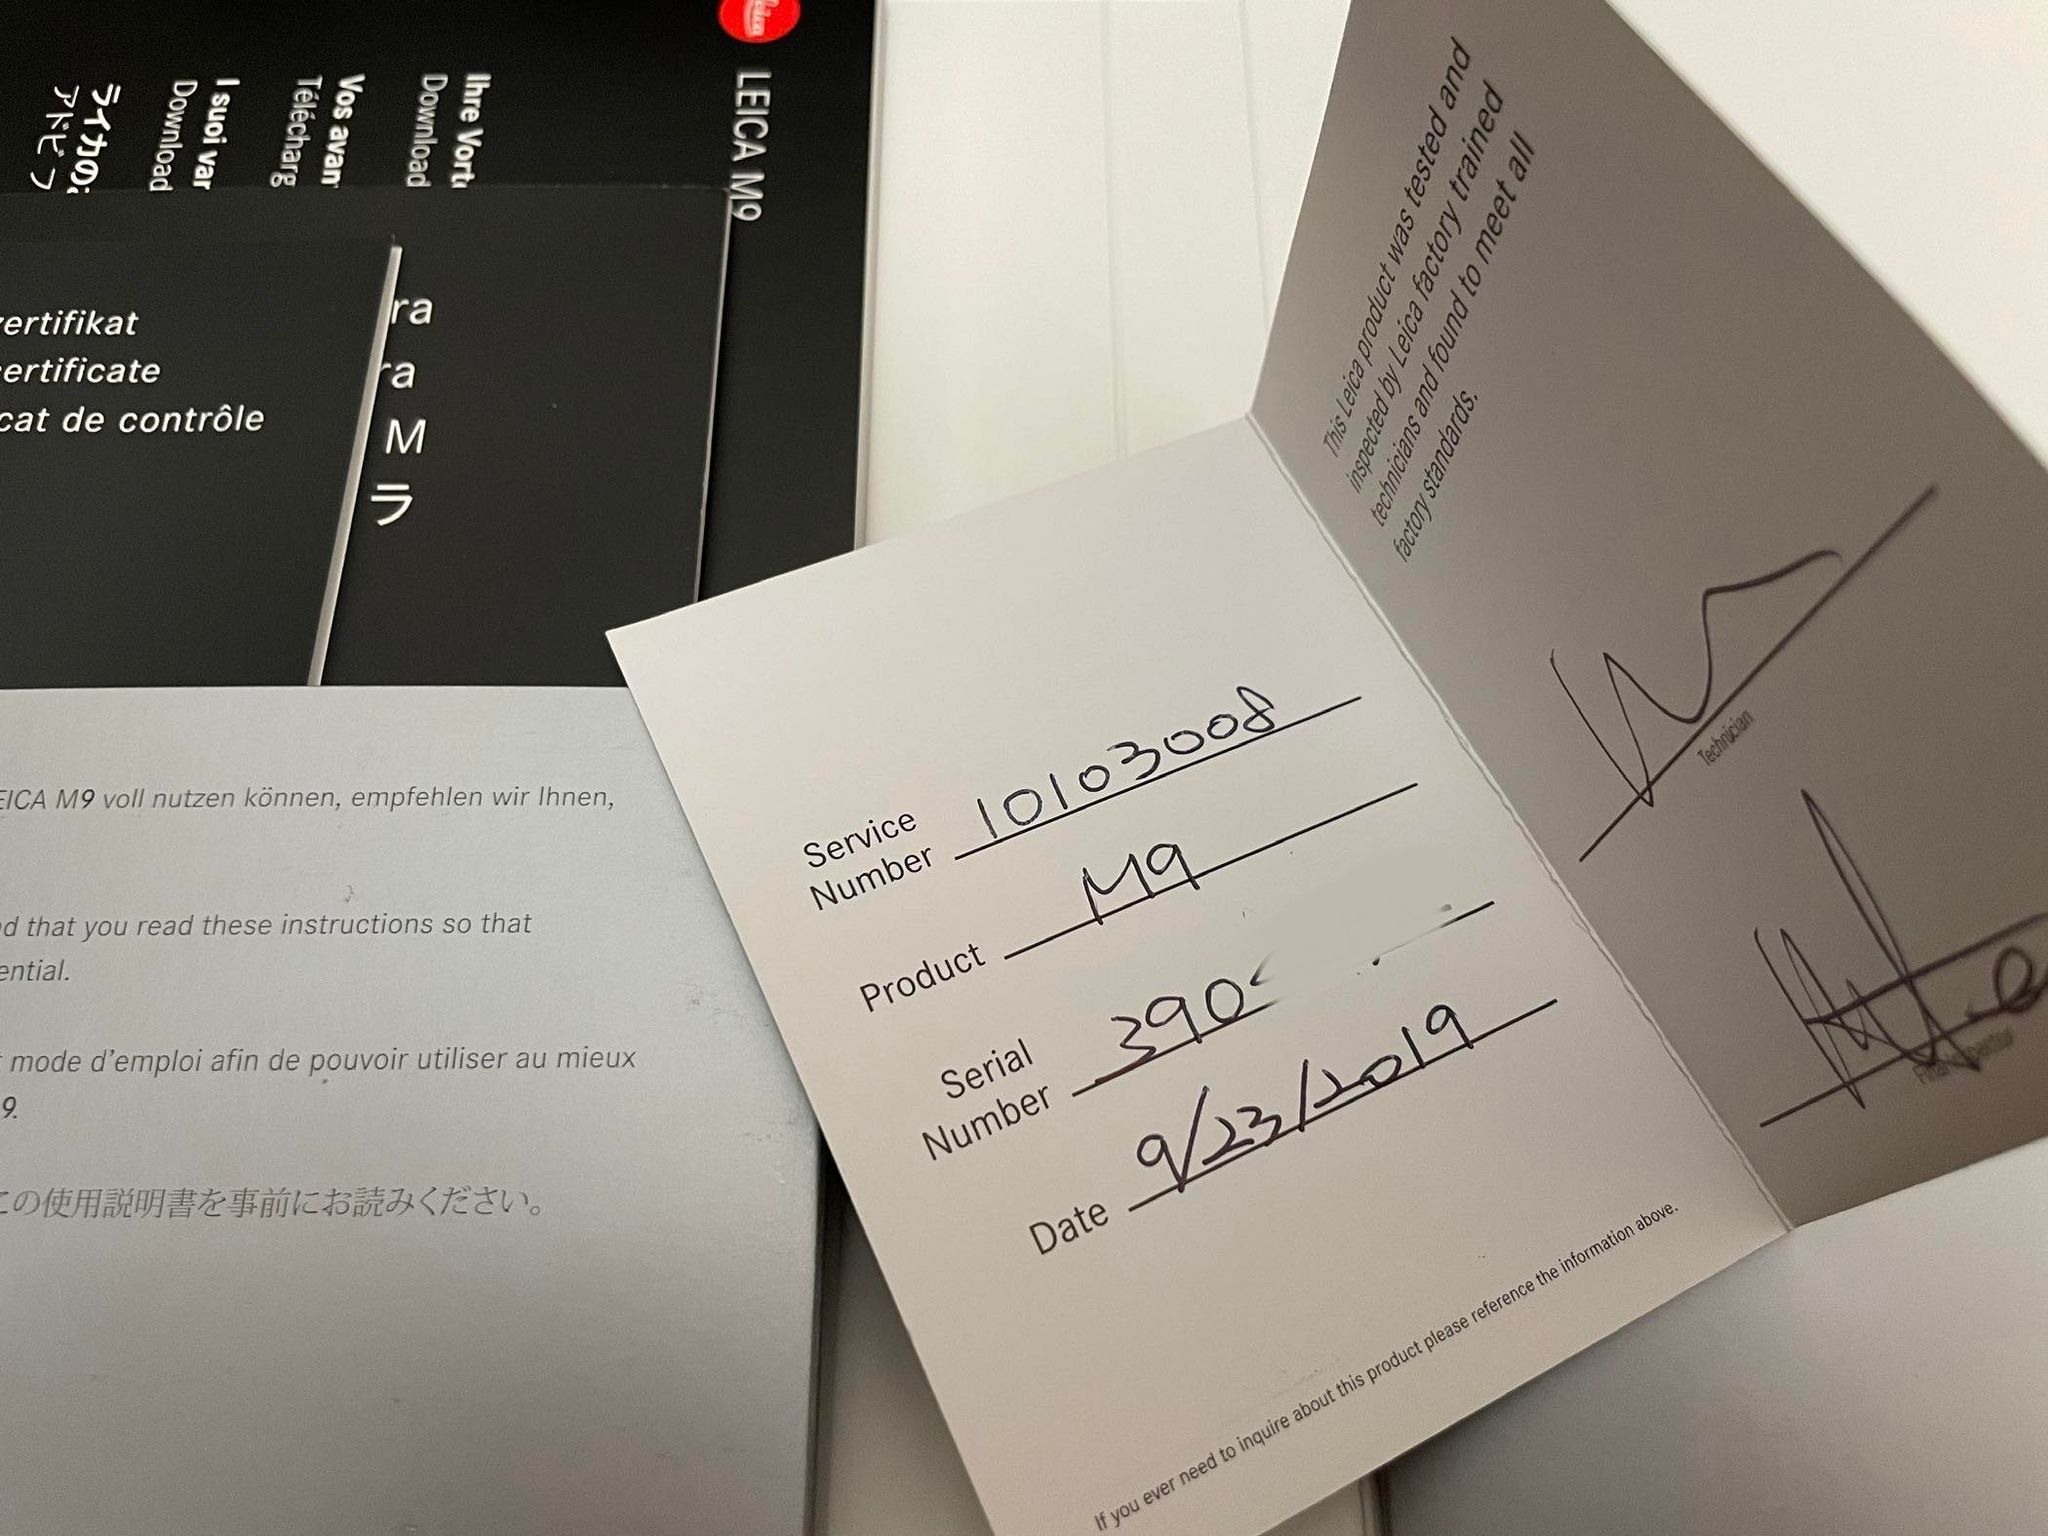 Leica
LEICA M9
Ihre Vort
Download
Vos avan
Télécharg
I suoi van
Download
ライカの
アドビフ
ertifikat
ertificate
cat de contrôle
ra
ra
M
ラ
EICA M9 voll nutzen können, empfehlen wir Ihnen,
d that you read these instructions so that
ential.
mode d'emploi afin de pouvoir utiliser au mieux
9.
この使用説明書を事前にお読みください。
Service
Number 10103008
Product M9
Serial
Number 390
Date 9/23/2019
If you ever need to inquire about this product please reference the information above.
This Leica product was tested and
inspected by Leica factory trained
technicians and found to meet all
factory standards.
Technician